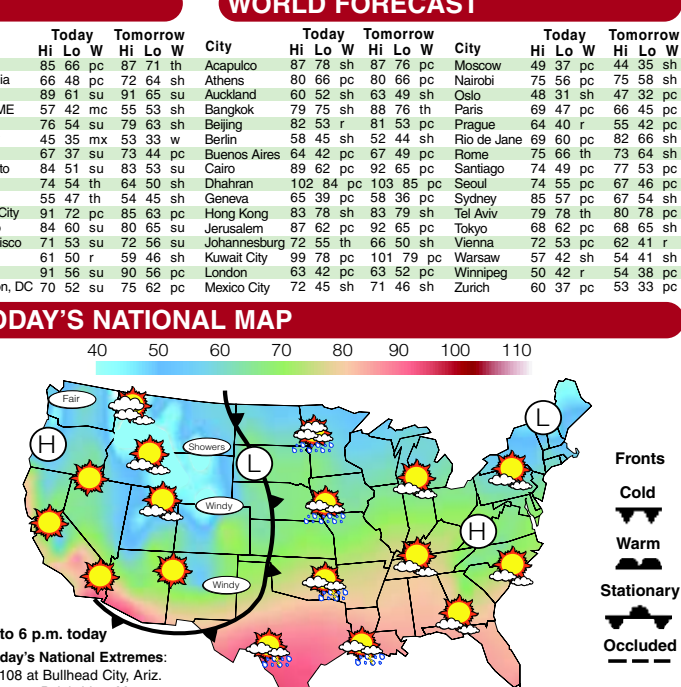 WORLD FORECAST
Today Tomorrow
Hi Lo W Hi Lo W
85 66 pc 87 71 th
ia 66 48 pc 72 64 sh
89 61 su 91 65 su
ME 57 42 mc 55 53 sh
76 54 su 79 63 sh
45 35 mx 53 33 w
67 37 su 73 44 pc
to 84 51 su 83 53 su
74 54 th 64 50 sh
55 47 th 54 45 sh
City 91 72 pc 85 63 pc
84 60 su 80 65 su
isco 71 53 su 72 56 su
61 50 r 59 46 sh
91 56 su 90 56 pc
n, DC 70 52 su 75 62 pc
Today Tomorrow
City Hi Lo W Hi Lo W
Acapulco 87 78 sh 87 76 pc
Athens 80 66 pc 80 66 pc
Auckland 60 52 sh 63 49 sh
Bangkok 79 75 sh 88 76 th
Beijing 82 53 r 81 53 pc
Berlin 58 45 sh 52 44 sh
Buenos Aires 64 42 pc 67 49 pc
Cairo 89 62 pc 92 65 pc
Dhahran 102 84 pc 103 85 pc
Geneva 65 39 pc 58 36 pc
Hong Kong 83 78 sh 83 79 sh
Jerusalem 87 62 pc 92 65 pc
Johannesburg 72 55 th 66 50 sh
Kuwait City 99 78 pc 101 79 pc
London 63 42 pc 63 52 pc
Mexico City 72 45 sh 71 46 sh
Today Tomorrow
City Hi Lo W Hi Lo W
Moscow 49 37 pc 44 35 sh
Nairobi 75 56 pc 75 58 sh
Oslo 48 31 sh 47 32 pc
Paris 69 47 pc 66 45 pc
Prague 64 40 r 55 42 pc
Rio de Jane 69 60 pc 82 66 sh
Rome 75 66 th 73 64 sh
Santiago 74 49 pc 77 53 pc
Seoul 74 55 pc 67 46 pc
Sydney 85 57 pc 67 54 sh
Tel Aviv 79 78 th 80 78 pc
Tokyo 68 62 pc 68 65 sh
Vienna 72 53 pc 62 41 r
Warsaw 57 42 sh 54 41 sh
Winnipeg 50 42 r 54 38 pc
Zurich 60 37 pc 53 33 pc
ODAY'S NATIONAL MAP
40 50 60 70 80 90 100 110
Fair
L
H
Showers
L
Windy
H
Windy
Fronts
Cold
Warm
Stationary
Occluded
to 6 p.m. today
day's National Extremes:
108 at Bullhead City, Ariz.